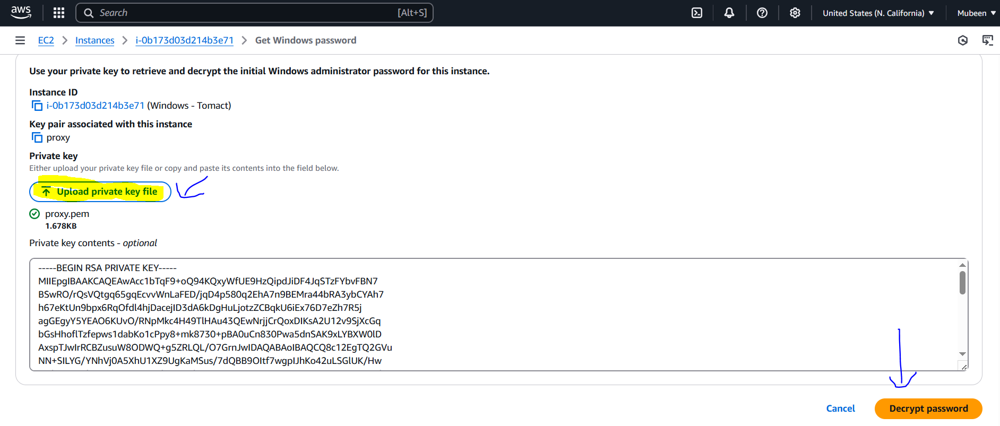 aws
Search
[Alt+S]
United States (N. California)
Mubeen
EC2 > Instances > i-0b173d03d214b3e71 > Get Windows password
Use your private key to retrieve and decrypt the initial Windows administrator password for this instance.
Instance ID
i-0b173d03d214b3e71 (Windows - Tomact)
Key pair associated with this instance
proxy
Private key
Either upload your private key file or copy and paste its contents into the field below.
Upload private key file
proxy.pem
1.678KB
Private key contents - optional
-----BEGIN RSA PRIVATE KEY-----
MIIEpgIBAAKCAQEAwAcc1bTqF9+oQ94KQxyWfUE9HzQipdJiDF4JqSTzFYbvFBN7
BSwRO/rQsVQtgq65gqEcvvWnLaFED/jqD4p580q2EhA7n9BEMra44bRA3ybCYAh7
h67eKtUn9bpx6RqOfdl4hjDacejID3dA6kDgHuLjotzZCBqkU6iEx76D7eZh7R5j
agGEgyY5YEAO6KUvO/RNpMkc4H49TlHAu43QEwNrjjCrQoxDIKsA2U12v9SjXcGq
bGsHhoflTzfepws1dabKo1cPpy8+mk8730+pBA0uCn830Pwa5dnSAK9xLYBXW0lD
AxspTJwIrRCBZusuW8ODWQ+g5ZRLQL/O7GrnJwIDAQABAoIBAQCQ8c12EgTQ2GVu
NN+SILYG/YNhVj0A5XhU1XZ9UgKaMSus/7dQBB9OItf7wgpIJhKo42uLSGlUK/Hw
Cancel
Decrypt password